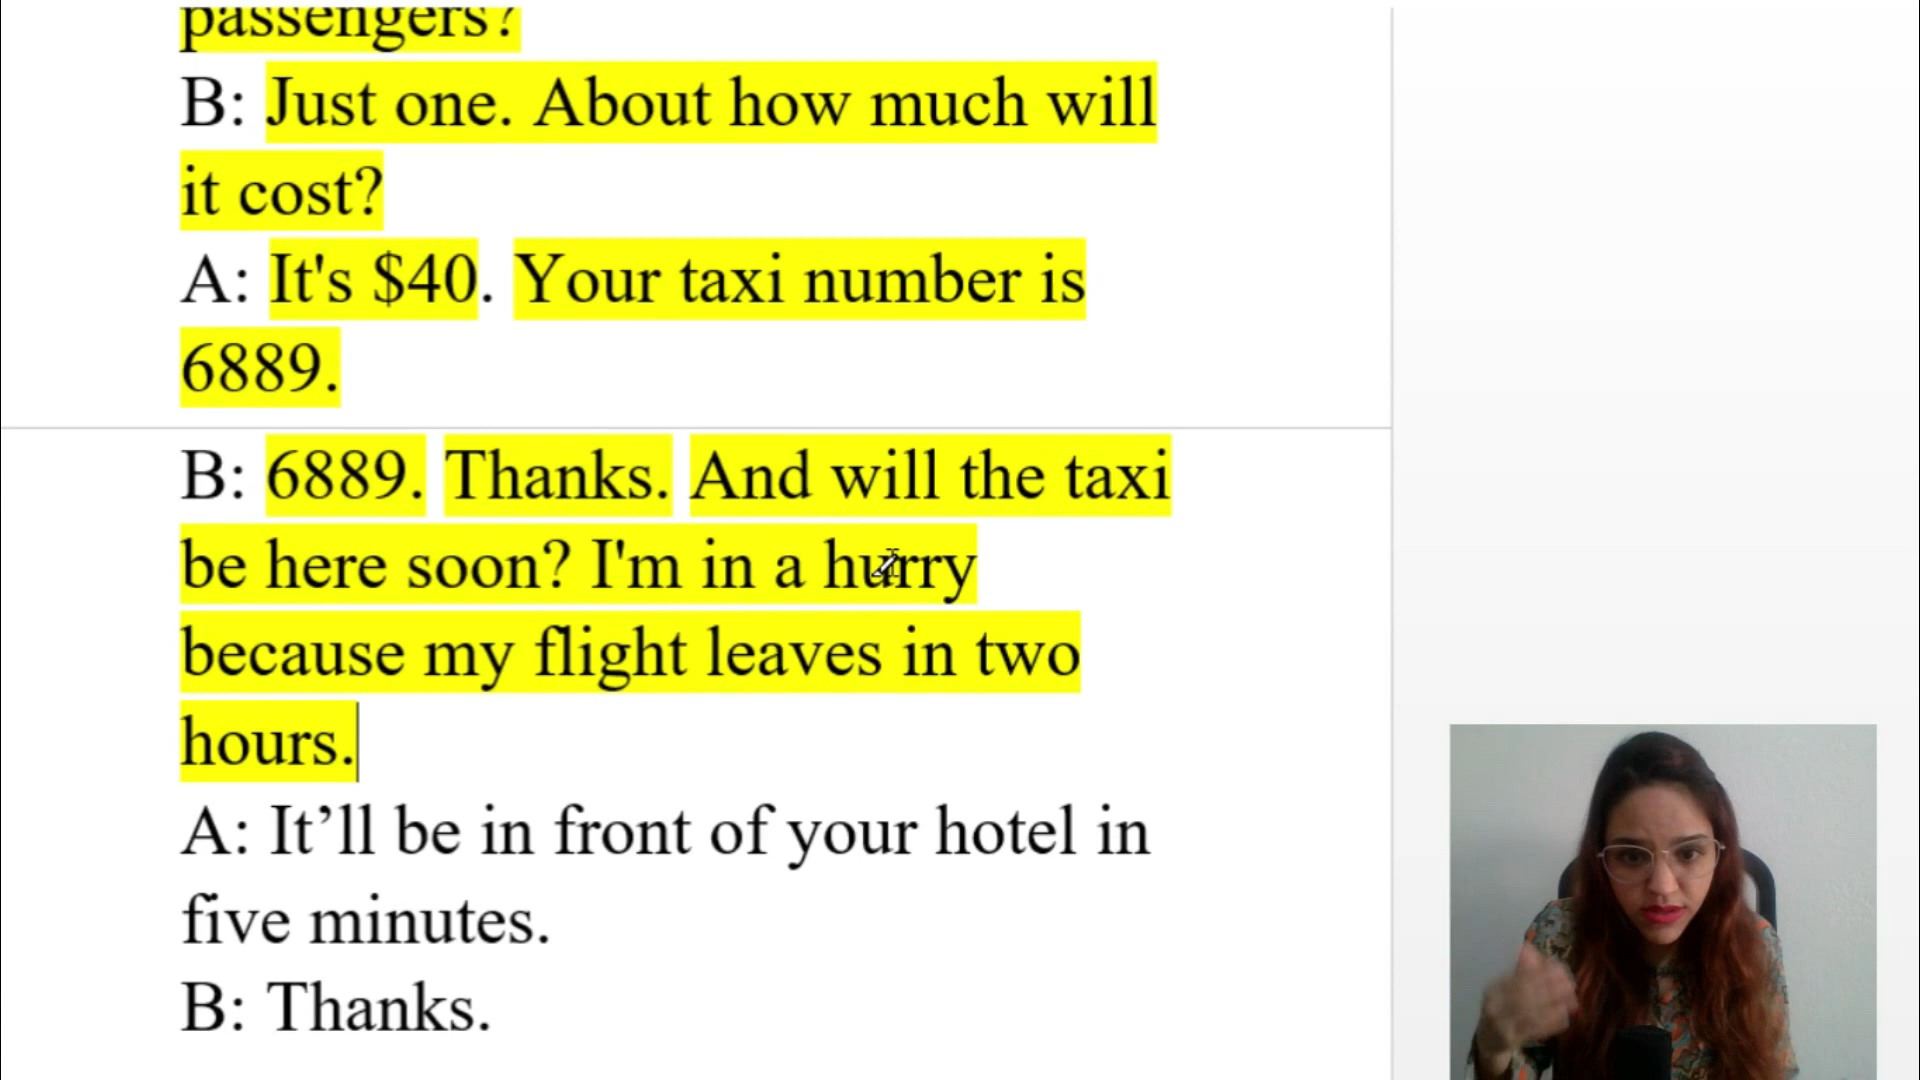 passengers?
B: Just one. About how much will
it cost?
A: It's $40. Your taxi number is
6889.
B: 6889. Thanks. And will the taxi
be here soon? I'm in a hurry
because my flight leaves in two
hours.
A: It’ll be in front of your hotel in
five minutes.
B: Thanks.